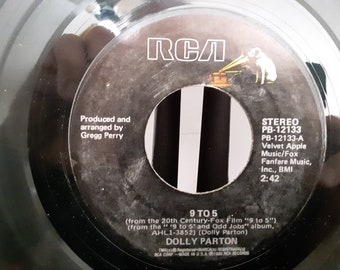 RCA
Produced and
arranged by
Gregg Perry
STEREO
PB-12133
PB-12133-A
Velvet Apple
Music/Fox
Fanfare Music,
Inc., BMI
2:42
9 TO 5
(from the 20th Century-Fox Film "9 to 5")
(from the "9 to 5 and Odd Jobs" album,
AHL1-3852) (Dolly Parton)
DOLLY PARTON